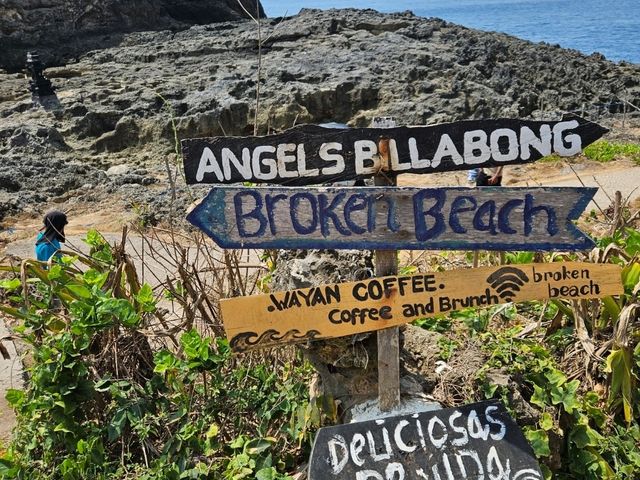 ANGELS BILLABONG
Broken Beach
.WAYAN COFFEE.
Coffee and Brunch
broken
beach
Deliciosas